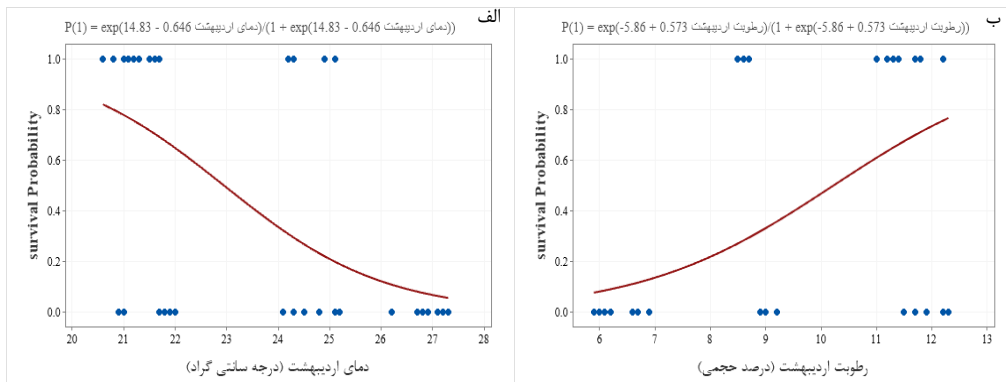 الف
P(1) = exp(14.83 - 0.646 دمای اردیبهشت)/(1 + exp(14.83 - 0.646 دمای اردیبهشت))
survival Probability
1.0
0.8
0.6
0.4
0.2
0.0
20 21 22 23 24 25 26 27 28
دمای اردیبهشت (درجه سانتی گراد)
ب
P(1) = exp(-5.86 + 0.573 رطوبت اردیبهشت)/(1 + exp(-5.86 + 0.573 رطوبت اردیبهشت))
survival Probability
1.0
0.8
0.6
0.4
0.2
0.0
6 7 8 9 10 11 12 13
رطوبت اردیبهشت (درصد حجمی)